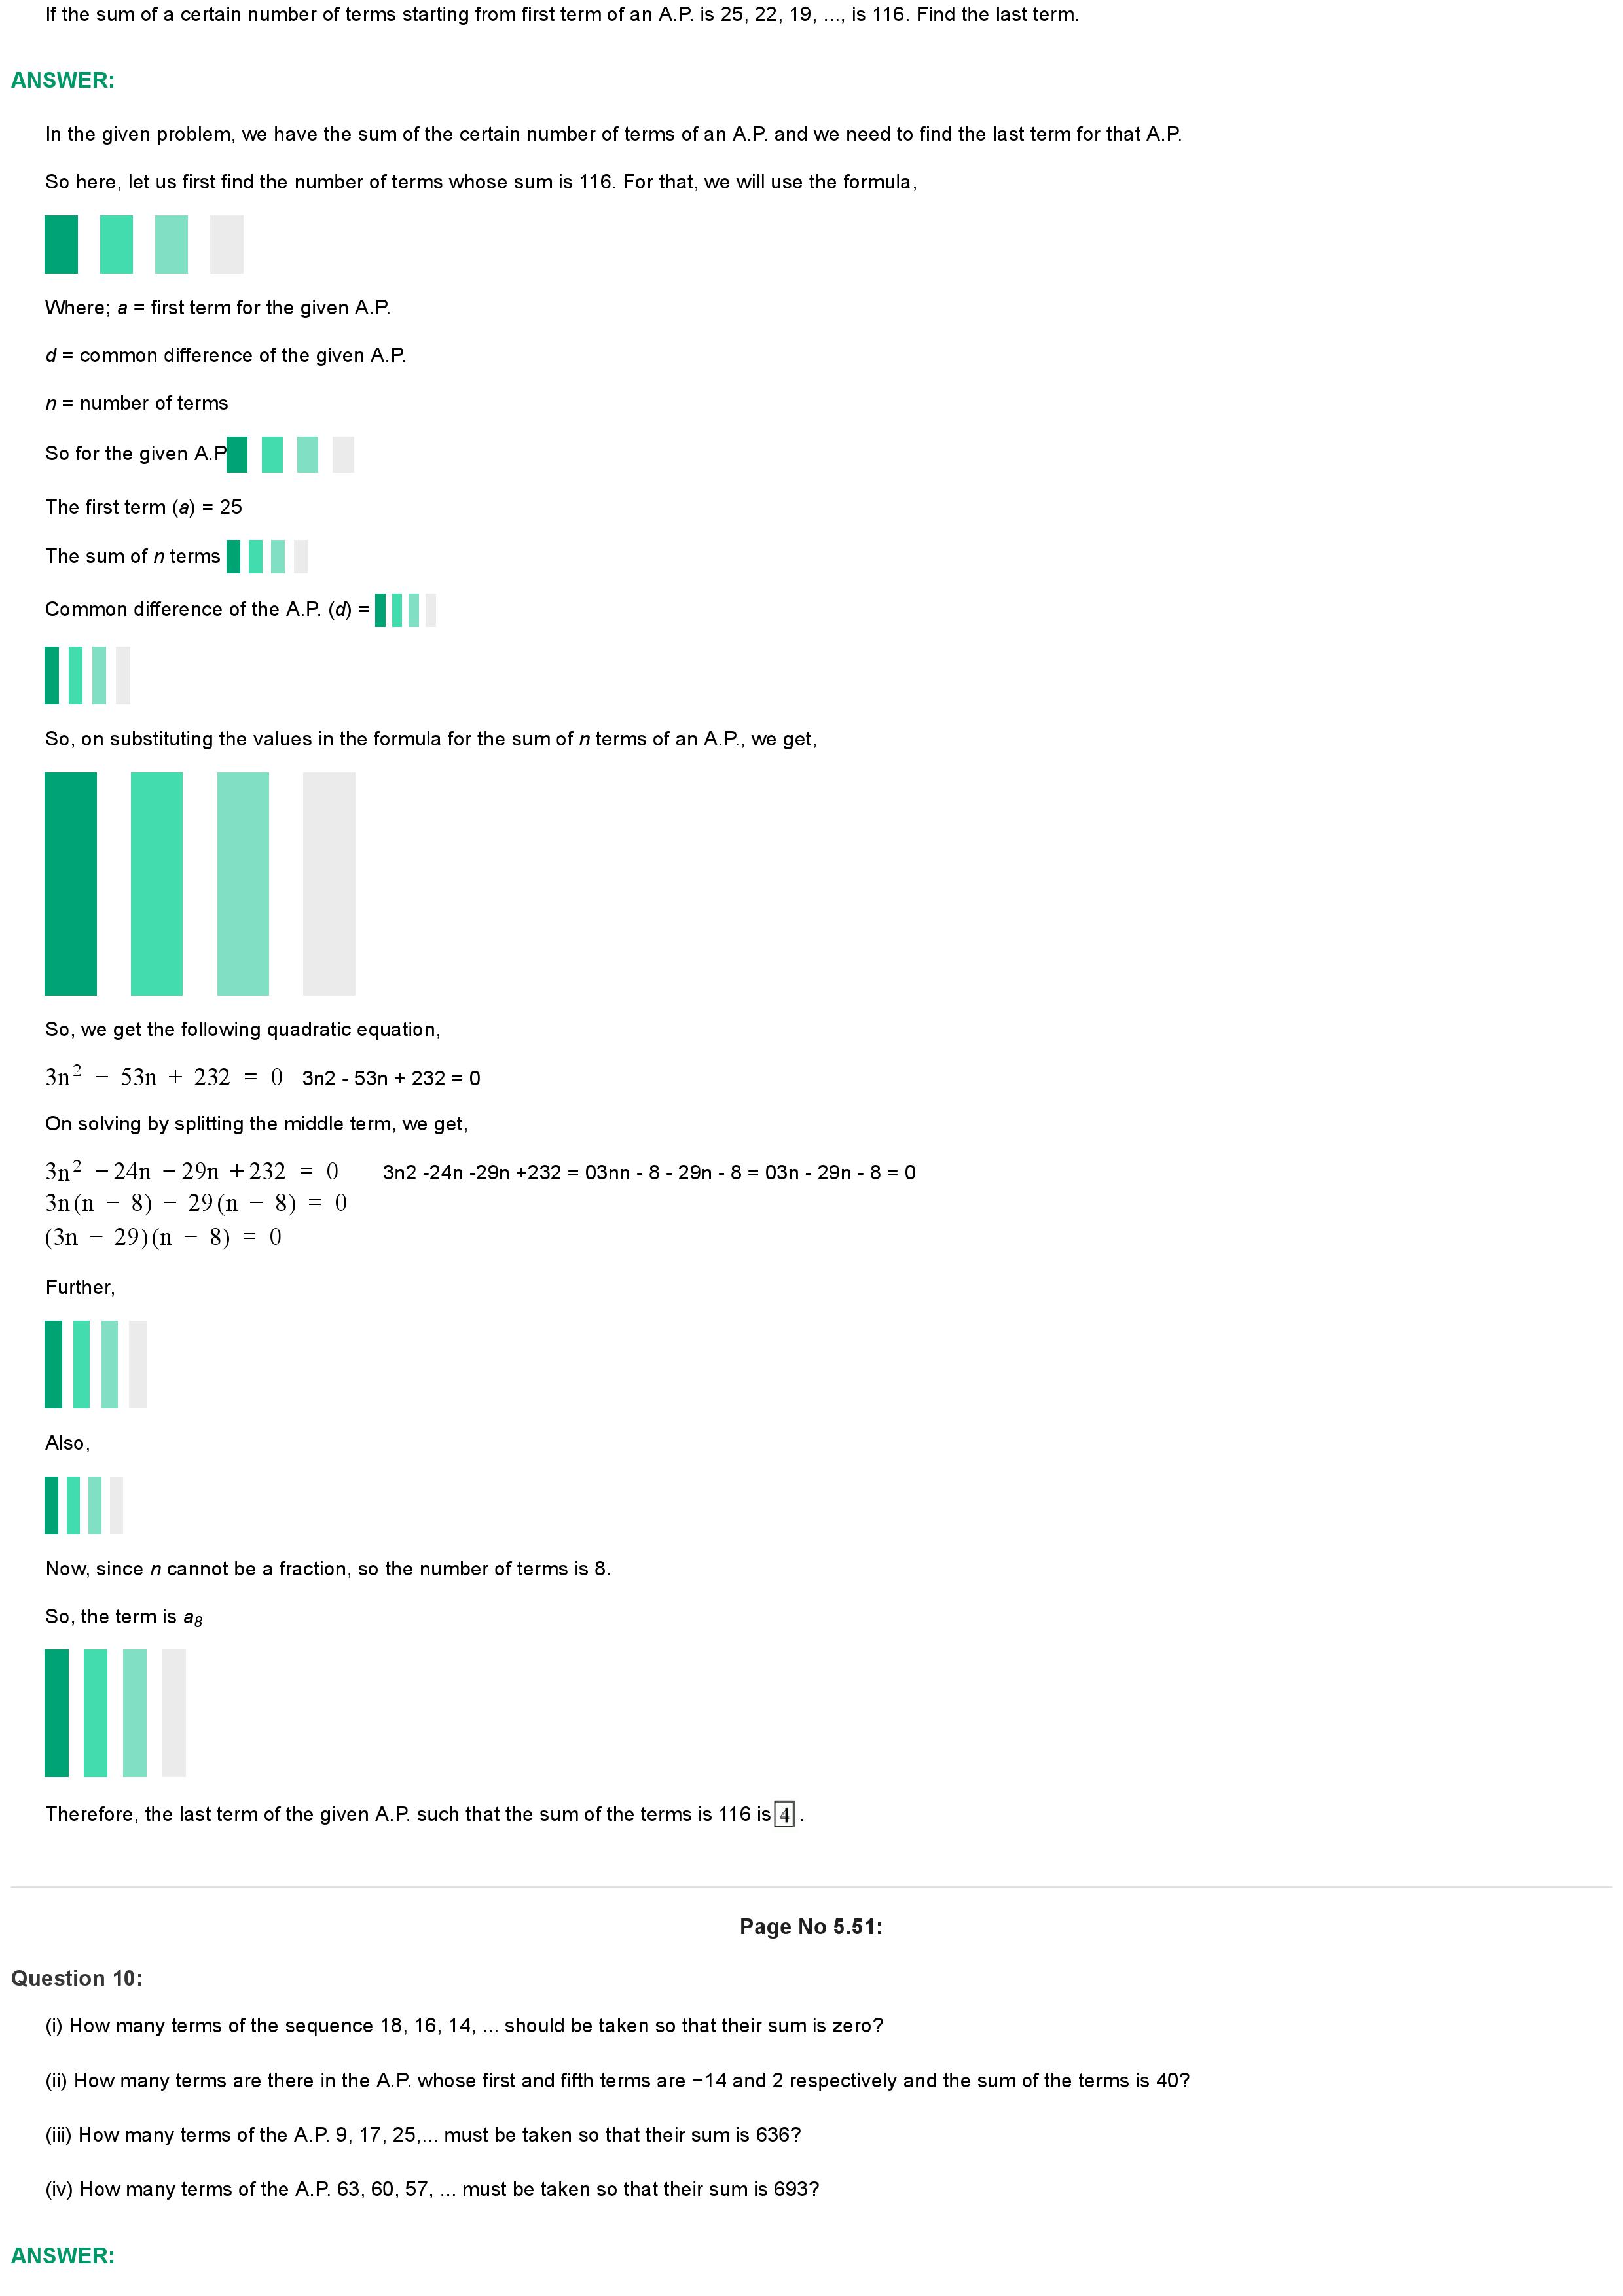 If the sum of a certain number of terms starting from first term of an A.P. is 25, 22, 19, ..., is 116. Find the last term.
ANSWER:
In the given problem, we have the sum of the certain number of terms of an A.P. and we need to find the last term for that A.P.
So here, let us first find the number of terms whose sum is 116. For that, we will use the formula,
Where; a = first term for the given A.P.
d = common difference of the given A.P.
n = number of terms
So for the given A.P
The first term (a) = 25
The sum of n terms
Common difference of the A.P. (d) =
So, on substituting the values in the formula for the sum of n terms of an A.P., we get,
So, we get the following quadratic equation,
3n² − 53n + 232 = 0 3n2 - 53n + 232 = 0
On solving by splitting the middle term, we get,
3n² − 24n − 29n + 232 = 0 3n2 -24n -29n +232 = 03nn - 8 - 29n - 8 = 03n - 29n - 8 = 0
3n(n − 8) − 29(n − 8) = 0
(3n − 29)(n − 8) = 0
Further,
Also,
Now, since n cannot be a fraction, so the number of terms is 8.
So, the term is a₈
Therefore, the last term of the given A.P. such that the sum of the terms is 116 is 4 .
Page No 5.51:
Question 10:
(i) How many terms of the sequence 18, 16, 14, ... should be taken so that their sum is zero?
(ii) How many terms are there in the A.P. whose first and fifth terms are −14 and 2 respectively and the sum of the terms is 40?
(iii) How many terms of the A.P. 9, 17, 25,... must be taken so that their sum is 636?
(iv) How many terms of the A.P. 63, 60, 57, ... must be taken so that their sum is 693?
ANSWER: